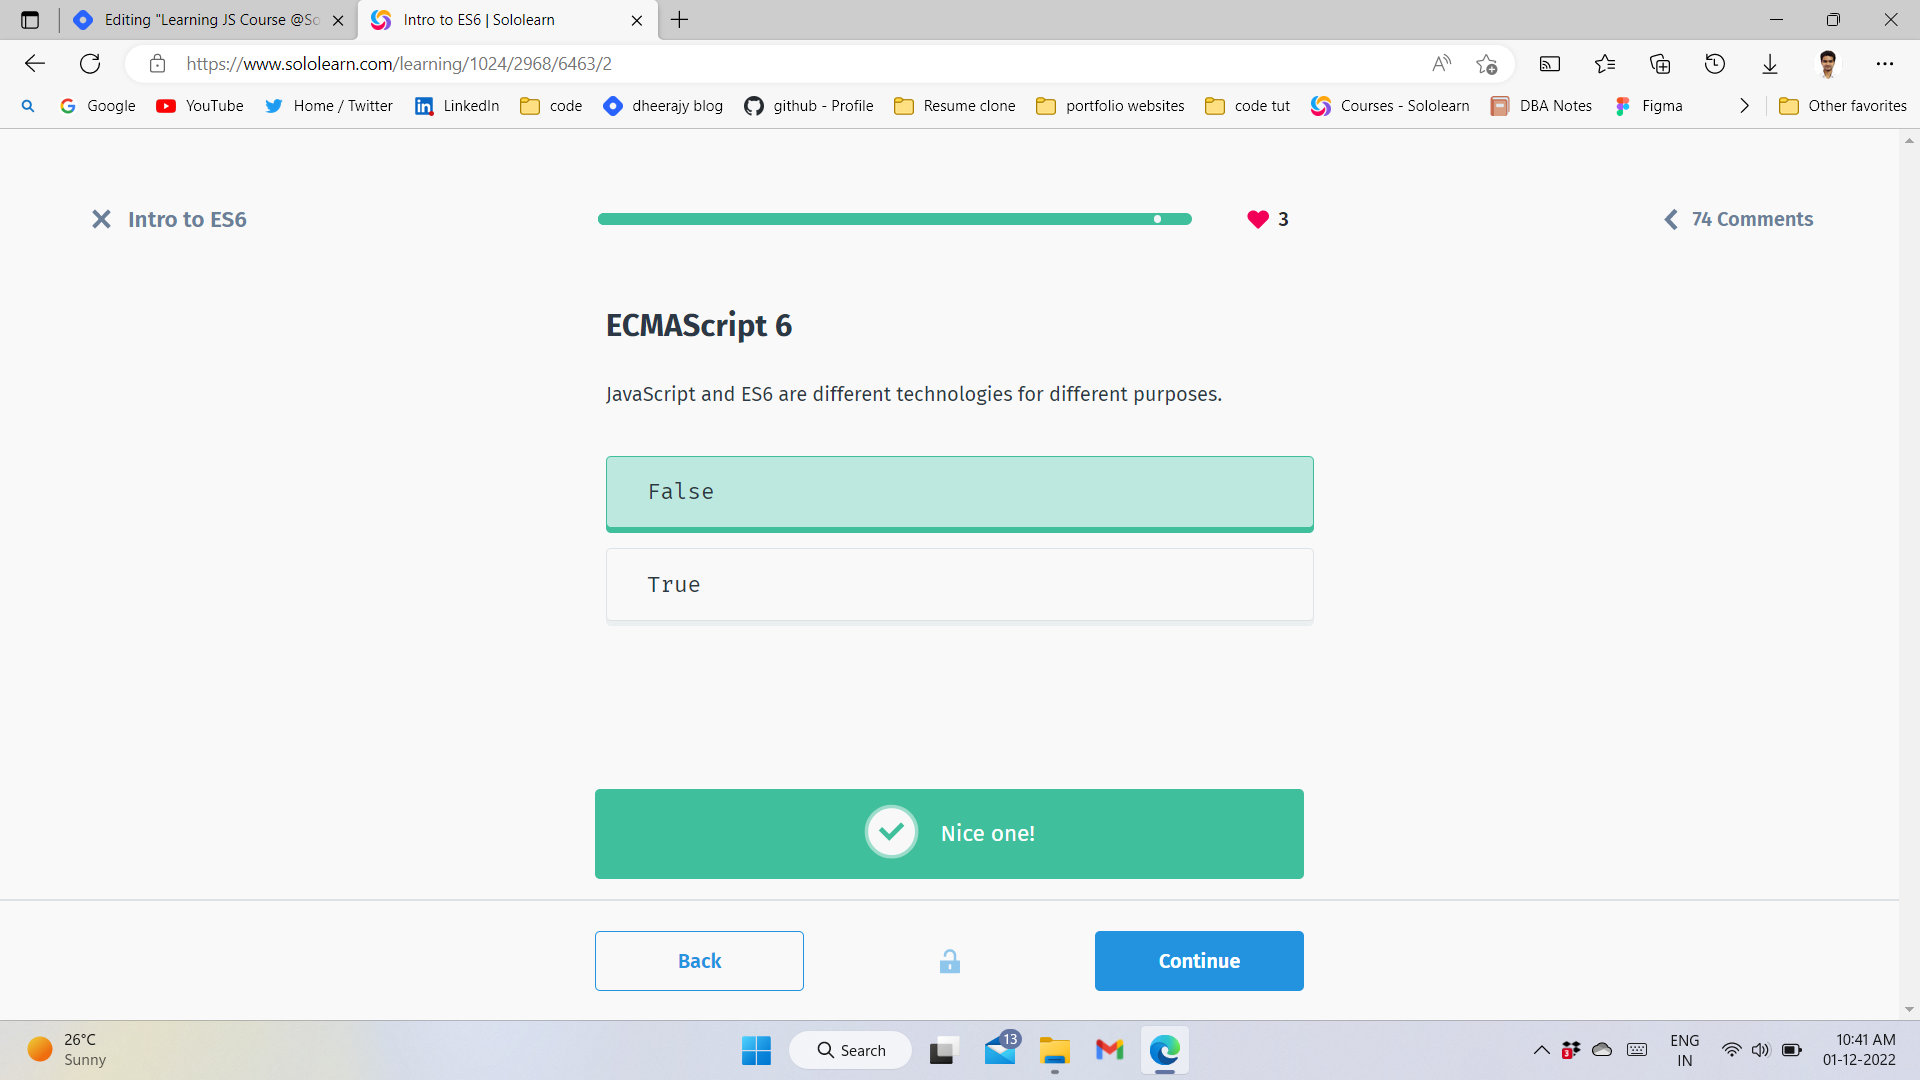 Editing "Learning JS Course @So
Intro to ES6 | Sololearn
https://www.sololearn.com/learning/1024/2968/6463/2
Google
YouTube
Home / Twitter
LinkedIn
code
dheerajy blog
github - Profile
Resume clone
portfolio websites
code tut
Courses - Sololearn
DBA Notes
Figma
Other favorites
Intro to ES6
3
74 Comments
ECMAScript 6
JavaScript and ES6 are different technologies for different purposes.
False
True
Nice one!
Back
Continue
26°C
Sunny
Search
13
3
ENG
IN
10:41 AM
01-12-2022